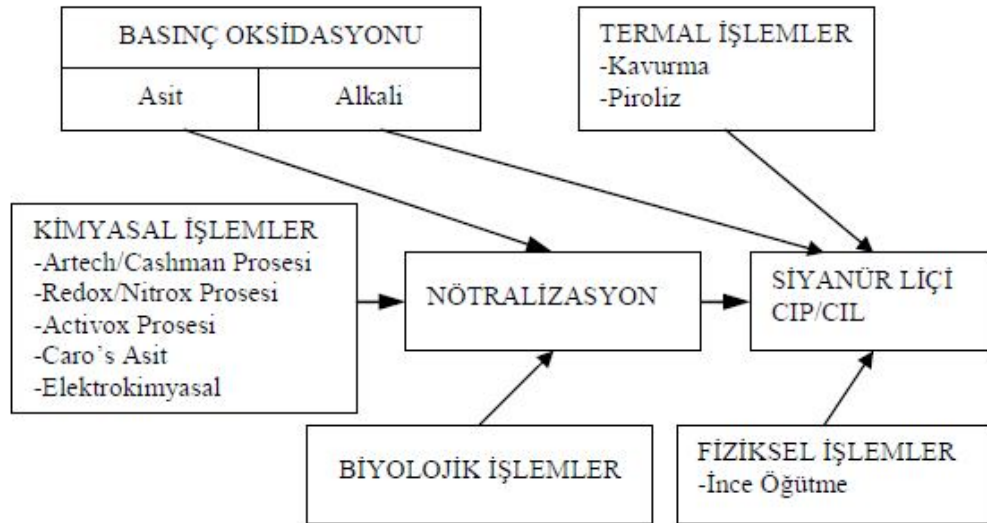 BASINÇ OKSİDASYONU
Asit
Alkali
TERMAL İŞLEMLER
-Kavurma
-Piroliz
KİMYASAL İŞLEMLER
-Artech/Cashman Prosesi
-Redox/Nitrox Prosesi
-Activox Prosesi
-Caro’s Asit
-Elektrokimyasal
NÖTRALİZASYON
SİYANÜR LİÇİ
CIP/CIL
BİYOLOJİK İŞLEMLER
FİZİKSEL İŞLEMLER
-İnce Öğütme